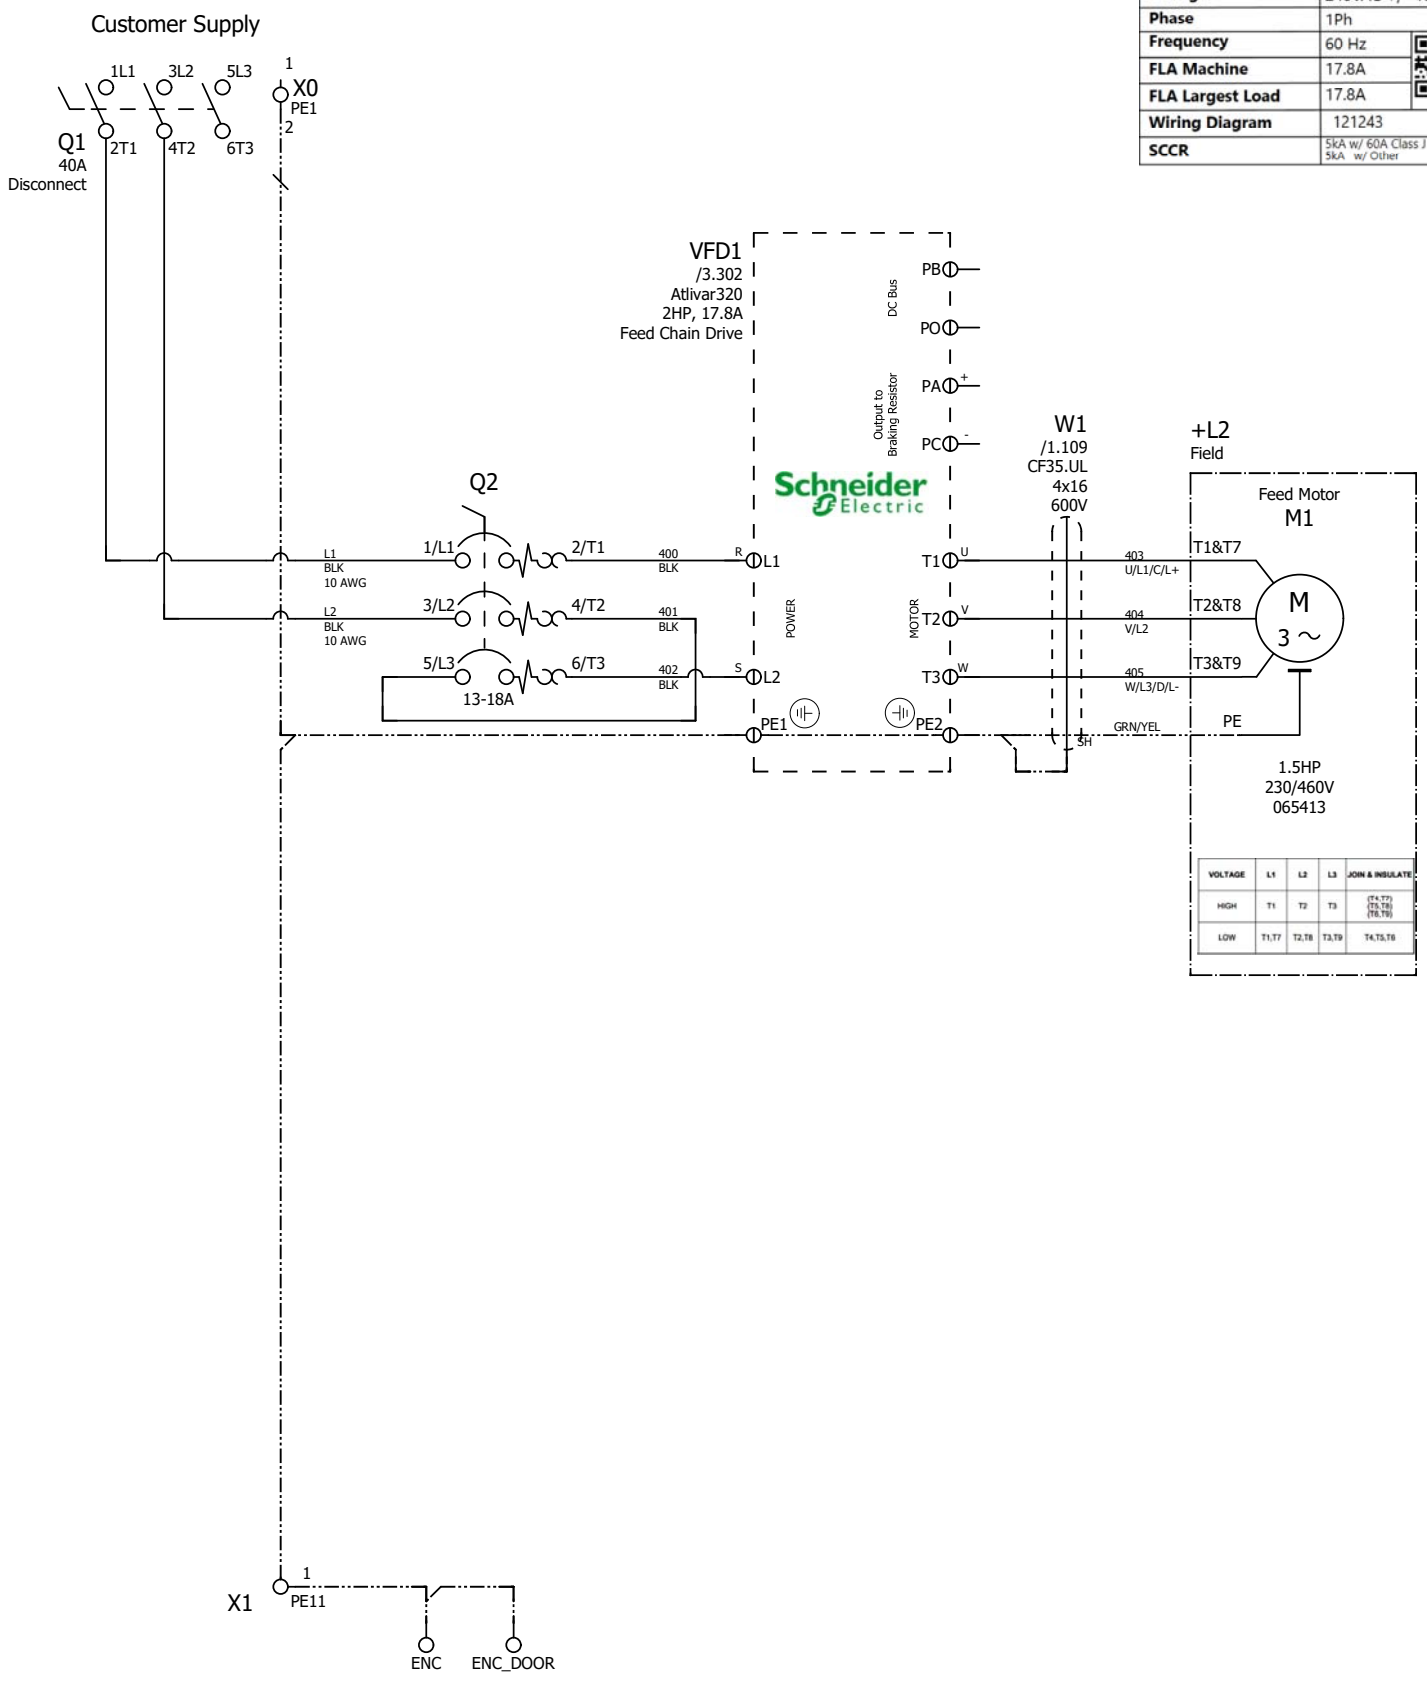 Customer Supply
1L1
3L2
5L3
1
X0
PE1
2
Q1
40A
Disconnect
2T1
4T2
6T3
Phase 1Ph
Frequency 60 Hz
FLA Machine 17.8A
FLA Largest Load 17.8A
Wiring Diagram 121243
SCCR 5kA w/ 60A Class J
5kA w/ Other
VFD1
/3.302
Atlivar320
2HP, 17.8A
Feed Chain Drive
DC Bus
PB
PO
Output to
Braking Resistor
PA +
PC -
Schneider
Electric
W1
/1.109
CF35.UL
4x16
600V
+L2
Field
Feed Motor
M1
Q2
L1
BLK
10 AWG
1/L1
2/T1
400
BLK
R
L1
T1
U
403
U/L1/C/L+
T1&T7
L2
BLK
10 AWG
3/L2
4/T2
401
BLK
POWER
MOTOR
T2
V
404
V/L2
T2&T8
M
3 ~
5/L3
6/T3
13-18A
402
BLK
S
L2
T3
W
405
W/L3/D/L-
T3&T9
PE1
PE2
SH
GRN/YEL
PE
1.5HP
230/460V
065413
VOLTAGE L1 L2 L3 JOIN & INSULATE
HIGH T1 T2 T3 (T4,T7)
(T5,T8)
(T6,T9)
LOW T1,T7 T2,T8 T3,T9 T4,T5,T6
X1
1
PE11
ENC
ENC_DOOR